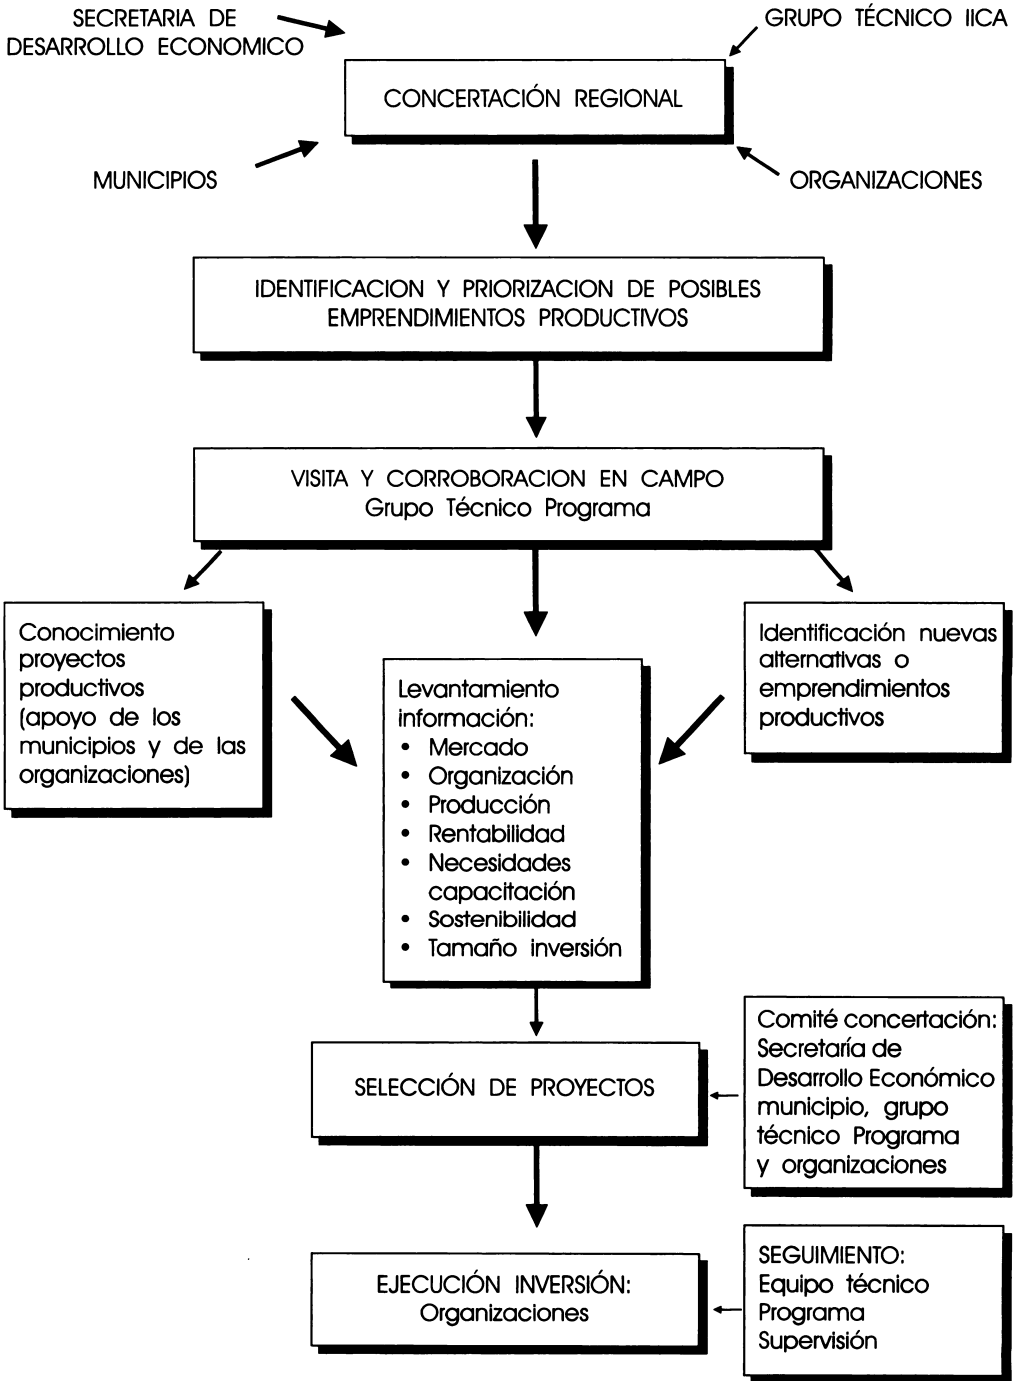 SECRETARIA DE
DESARROLLO ECONOMICO
GRUPO TÉCNICO IICA
CONCERTACIÓN REGIONAL
MUNICIPIOS
ORGANIZACIONES
IDENTIFICACION Y PRIORIZACION DE POSIBLES
EMPRENDIMIENTOS PRODUCTIVOS
VISITA Y CORROBORACION EN CAMPO
Grupo Técnico Programa
Conocimiento
proyectos
productivos
(apoyo de los
municipios y de las
organizaciones)
Levantamiento
información:
• Mercado
• Organización
• Producción
• Rentabilidad
• Necesidades
capacitación
• Sostenibilidad
• Tamaño inversión
Identificación nuevas
alternativas o
emprendimientos
productivos
SELECCIÓN DE PROYECTOS
Comité concertación:
Secretaría de
Desarrollo Económico
municipio, grupo
técnico Programa
y organizaciones
EJECUCIÓN INVERSIÓN:
Organizaciones
SEGUIMIENTO:
Equipo técnico
Programa
Supervisión